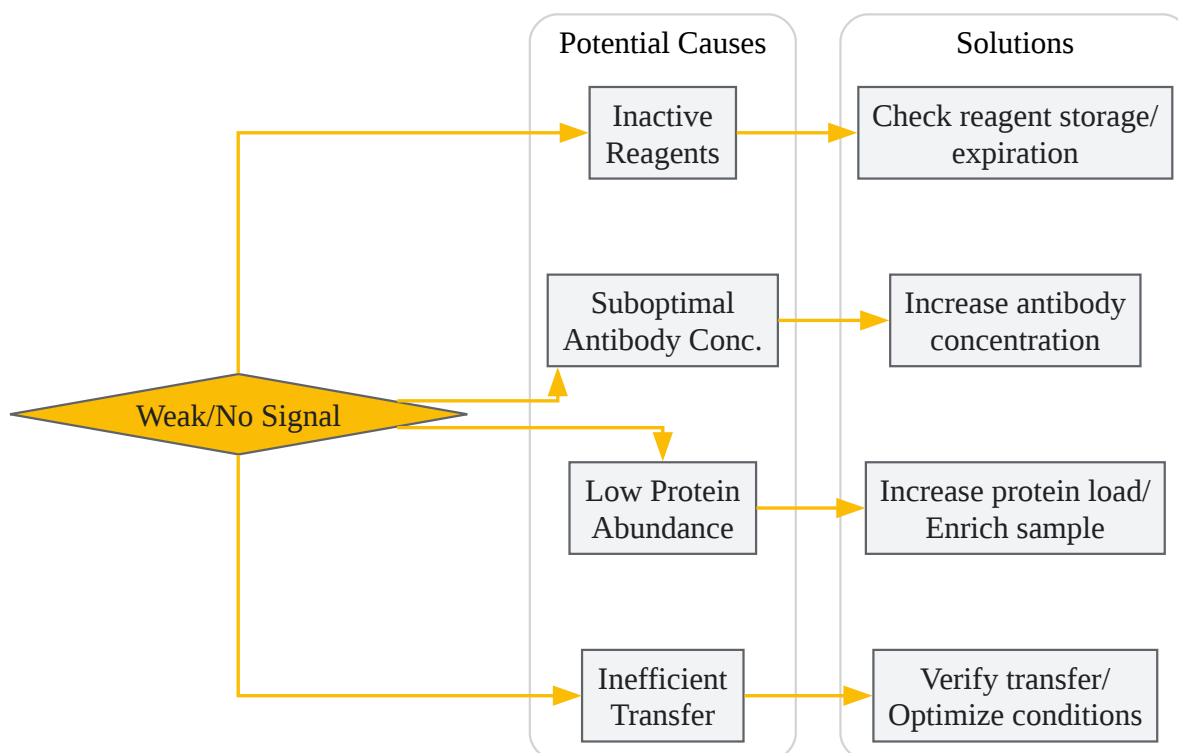 Potential Causes
Solutions
Inactive
Reagents
Check reagent storage/
expiration
Suboptimal
Antibody Conc.
Increase antibody
concentration
Weak/No Signal
Low Protein
Abundance
Increase protein load/
Enrich sample
Inefficient
Transfer
Verify transfer/
Optimize conditions